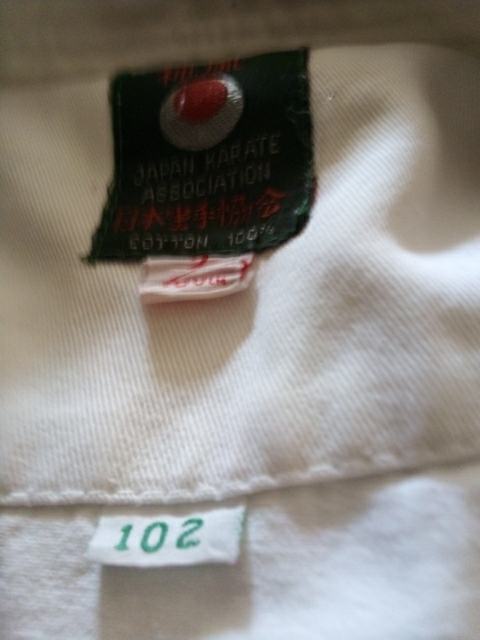 JAPAN KARATE
ASSOCIATION
日本空手協会
COTTON 100%
102